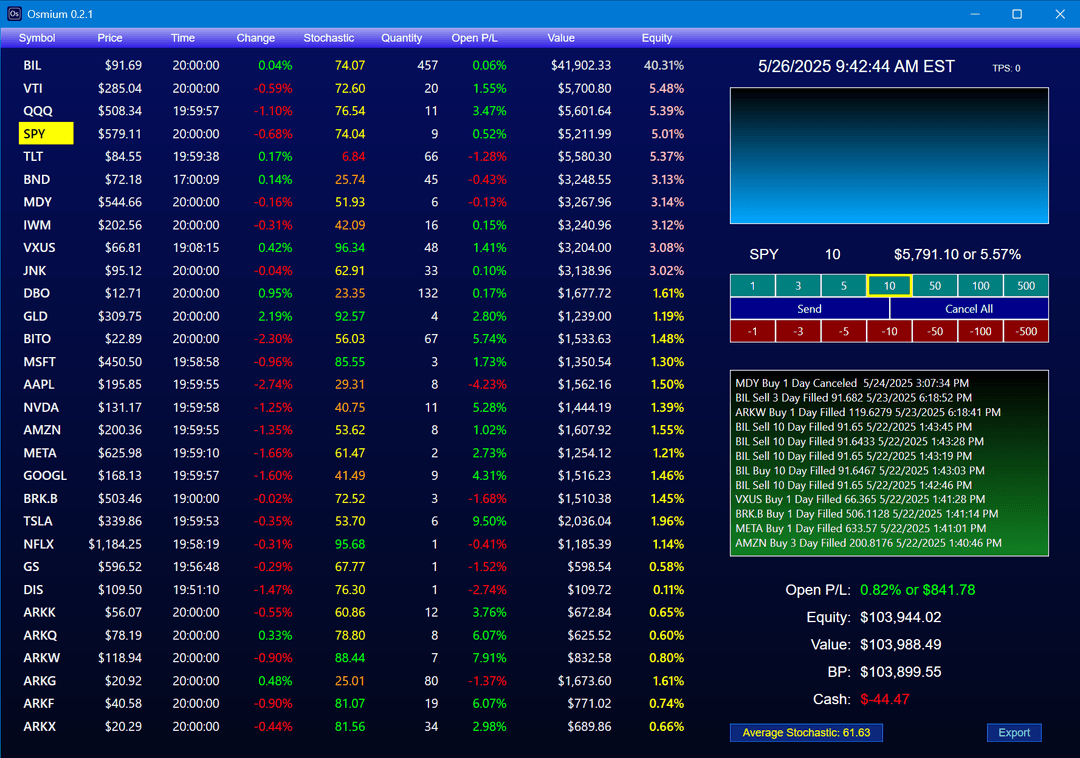 Os Osmium 0.2.1
Symbol Price Time Change Stochastic Quantity Open P/L Value Equity
BIL $91.69 20:00:00 0.04% 74.07 457 0.06% $41,902.33 40.31%
VTI $285.04 20:00:00 -0.59% 72.60 20 1.55% $5,700.80 5.48%
QQQ $508.34 19:59:57 -1.10% 76.54 11 3.47% $5,601.64 5.39%
SPY $579.11 20:00:00 -0.68% 74.04 9 0.52% $5,211.99 5.01%
TLT $84.55 19:59:38 0.17% 6.84 66 -1.28% $5,580.30 5.37%
BND $72.18 17:00:09 0.14% 25.74 45 -0.43% $3,248.55 3.13%
MDY $544.66 20:00:00 -0.16% 51.93 6 -0.13% $3,267.96 3.14%
IWM $202.56 20:00:00 -0.31% 42.09 16 0.15% $3,240.96 3.12%
VXUS $66.81 19:08:15 0.42% 96.34 48 1.41% $3,204.00 3.08%
JNK $95.12 20:00:00 -0.04% 62.91 33 0.10% $3,138.96 3.02%
DBO $12.71 20:00:00 0.95% 23.35 132 0.17% $1,677.72 1.61%
GLD $309.75 20:00:00 2.19% 92.57 4 2.80% $1,239.00 1.19%
BITO $22.89 20:00:00 -2.30% 56.03 67 5.74% $1,533.63 1.48%
MSFT $450.50 19:58:58 -0.96% 85.55 3 1.73% $1,350.54 1.30%
AAPL $195.85 19:59:55 -2.74% 29.31 8 -4.23% $1,562.16 1.50%
NVDA $131.17 19:59:58 -1.25% 40.75 11 5.28% $1,444.19 1.39%
AMZN $200.36 19:59:55 -1.35% 53.62 8 1.02% $1,607.92 1.55%
META $625.98 19:59:10 -1.66% 61.47 2 2.73% $1,254.12 1.21%
GOOGL $168.13 19:59:57 -1.60% 41.49 9 4.31% $1,516.23 1.46%
BRK.B $503.46 19:00:00 -0.02% 72.52 3 -1.68% $1,510.38 1.45%
TSLA $339.86 19:59:53 -0.35% 53.70 6 9.50% $2,036.04 1.96%
NFLX $1,184.25 19:58:19 -0.31% 95.68 1 -0.41% $1,185.39 1.14%
GS $596.52 19:56:48 -0.29% 67.77 1 -1.52% $598.54 0.58%
DIS $109.50 19:51:10 -1.47% 76.30 1 -2.74% $109.72 0.11%
ARKK $56.07 20:00:00 -0.55% 60.86 12 3.76% $672.84 0.65%
ARKQ $78.19 20:00:00 0.33% 78.80 8 6.07% $625.52 0.60%
ARKW $118.94 20:00:00 -0.90% 88.44 7 7.91% $832.58 0.80%
ARKG $20.92 20:00:00 0.48% 25.01 80 -1.37% $1,673.60 1.61%
ARKF $40.58 20:00:00 -0.90% 81.07 19 6.07% $771.02 0.74%
ARKX $20.29 20:00:00 -0.44% 81.56 34 2.98% $689.86 0.66%
5/26/2025 9:42:44 AM EST TPS: 0
SPY 10 $5,791.10 or 5.57%
1 3 5 10 50 100 500
Send Cancel All
-1 -3 -5 -10 -50 -100 -500
MDY Buy 1 Day Canceled 5/24/2025 3:07:34 PM
BIL Sell 3 Day Filled 91.682 5/23/2025 6:18:52 PM
ARKW Buy 1 Day Filled 119.6279 5/23/2025 6:18:41 PM
BIL Sell 10 Day Filled 91.65 5/22/2025 1:43:45 PM
BIL Sell 10 Day Filled 91.6433 5/22/2025 1:43:28 PM
BIL Sell 10 Day Filled 91.65 5/22/2025 1:43:19 PM
BIL Buy 10 Day Filled 91.6467 5/22/2025 1:43:03 PM
BIL Sell 10 Day Filled 91.65 5/22/2025 1:42:46 PM
VXUS Buy 1 Day Filled 66.365 5/22/2025 1:41:28 PM
BRK.B Buy 1 Day Filled 506.1128 5/22/2025 1:41:14 PM
META Buy 1 Day Filled 633.57 5/22/2025 1:41:01 PM
AMZN Buy 3 Day Filled 200.8176 5/22/2025 1:40:46 PM
Open P/L: 0.82% or $841.78
Equity: $103,944.02
Value: $103,988.49
BP: $103,899.55
Cash: $-44.47
Average Stochastic: 61.63 Export